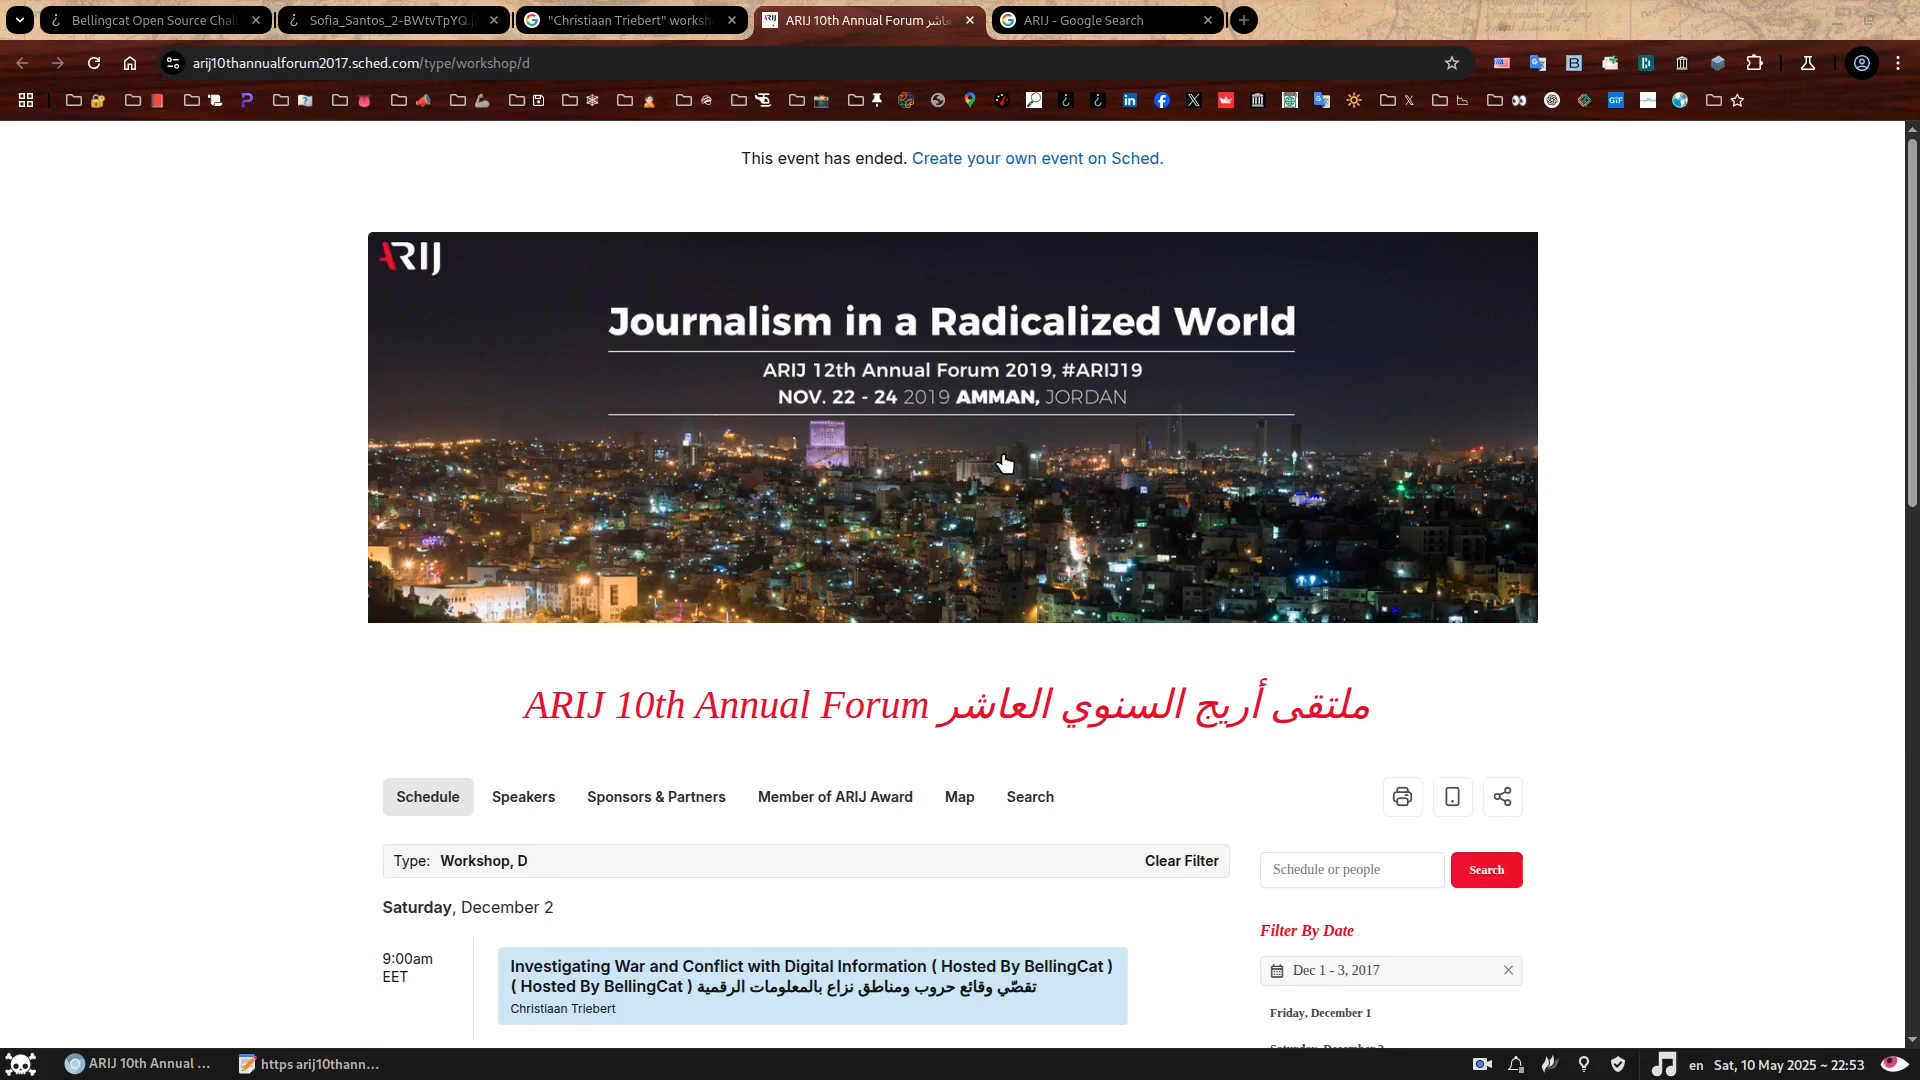 Bellingcat Open Source Chal
Sofia_Santos_2-BWtvTpYQ.j
"Christiaan Triebert" worksh
ARIJ 10th Annual Forum
ARIJ - Google Search
arij10thannualforum2017.sched.com/type/workshop/d
This event has ended. Create your own event on Sched.
ARIJ
Journalism in a Radicalized World
ARIJ 12th Annual Forum 2019, #ARIJ19
NOV. 22 - 24 2019 AMMAN, JORDAN
ARIJ 10th Annual Forum ملتقى أريج السنوي العاشر
Schedule
Speakers
Sponsors & Partners
Member of ARIJ Award
Map
Search
Type: Workshop, D
Clear Filter
Schedule or people
Search
Saturday, December 2
Filter By Date
9:00am
EET
Investigating War and Conflict with Digital Information ( Hosted By BellingCat )
( Hosted By BellingCat ) تقصّي وقائع حروب ومناطق نزاع بالمعلومات الرقمية
Christiaan Triebert
Dec 1 - 3, 2017
Friday, December 1
ARIJ 10th Annual ...
https arij10thann...
en
Sat, 10 May 2025 ~ 22:53